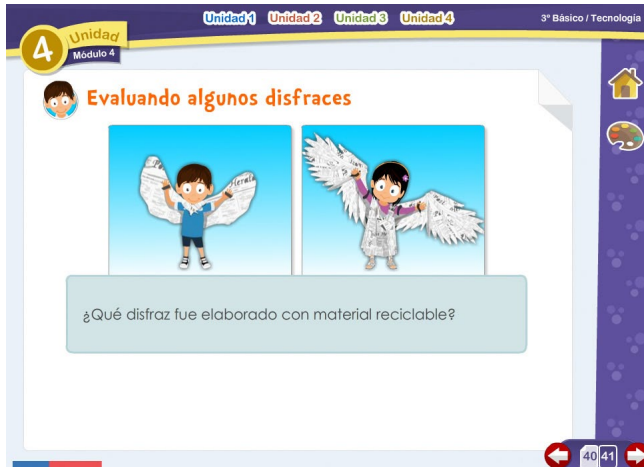 Unidad 1 Unidad 2 Unidad 3 Unidad 4
3° Básico / Tecnología
4 Unidad
Módulo 4
Evaluando algunos disfraces
¿Qué disfraz fue elaborado con material reciclable?
40 41